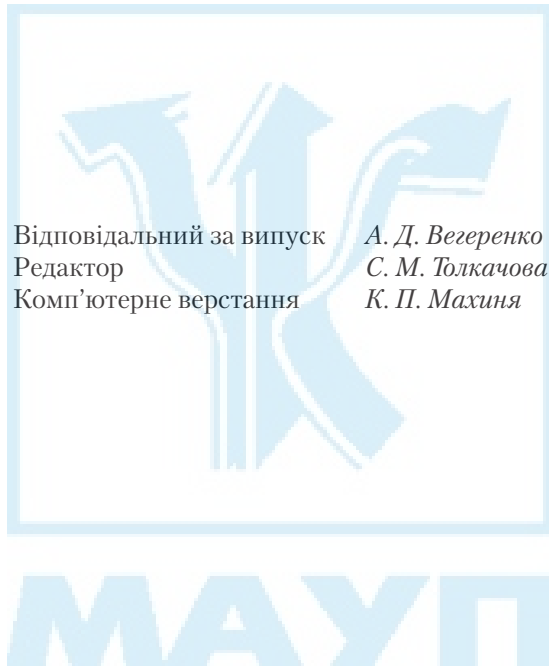 Відповідальний за випуск А. Д. Вегеренко
Редактор С. М. Толкачова
Комп’ютерне верстання К. П. Махиня
МАУП